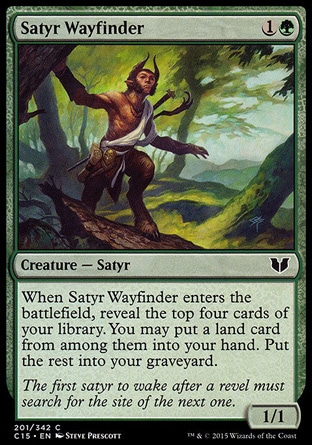 Satyr Wayfinder 1
Creature — Satyr
When Satyr Wayfinder enters the
battlefield, reveal the top four cards of
your library. You may put a land card
from among them into your hand. Put
the rest into your graveyard.
The first satyr to wake after a revel must
search for the site of the next one.
1/1
201/342 C
C15 • EN Steve Prescott ™ & © 2015 Wizards of the Coast